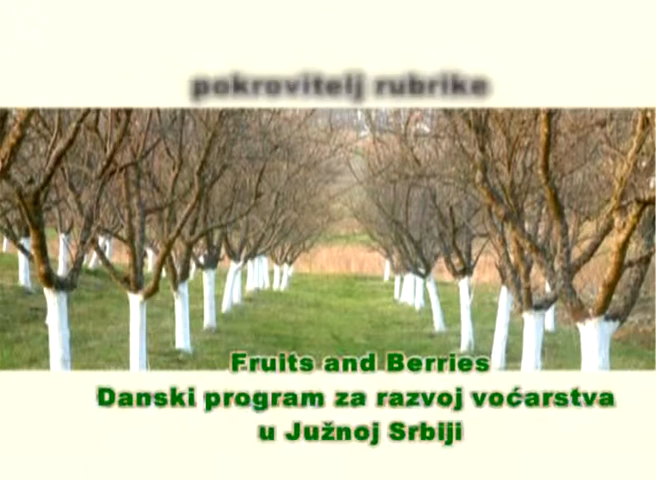 pokrovitelj rubrike
Fruits and Berries
Danski program za razvoj voćarstva
u Južnoj Srbiji